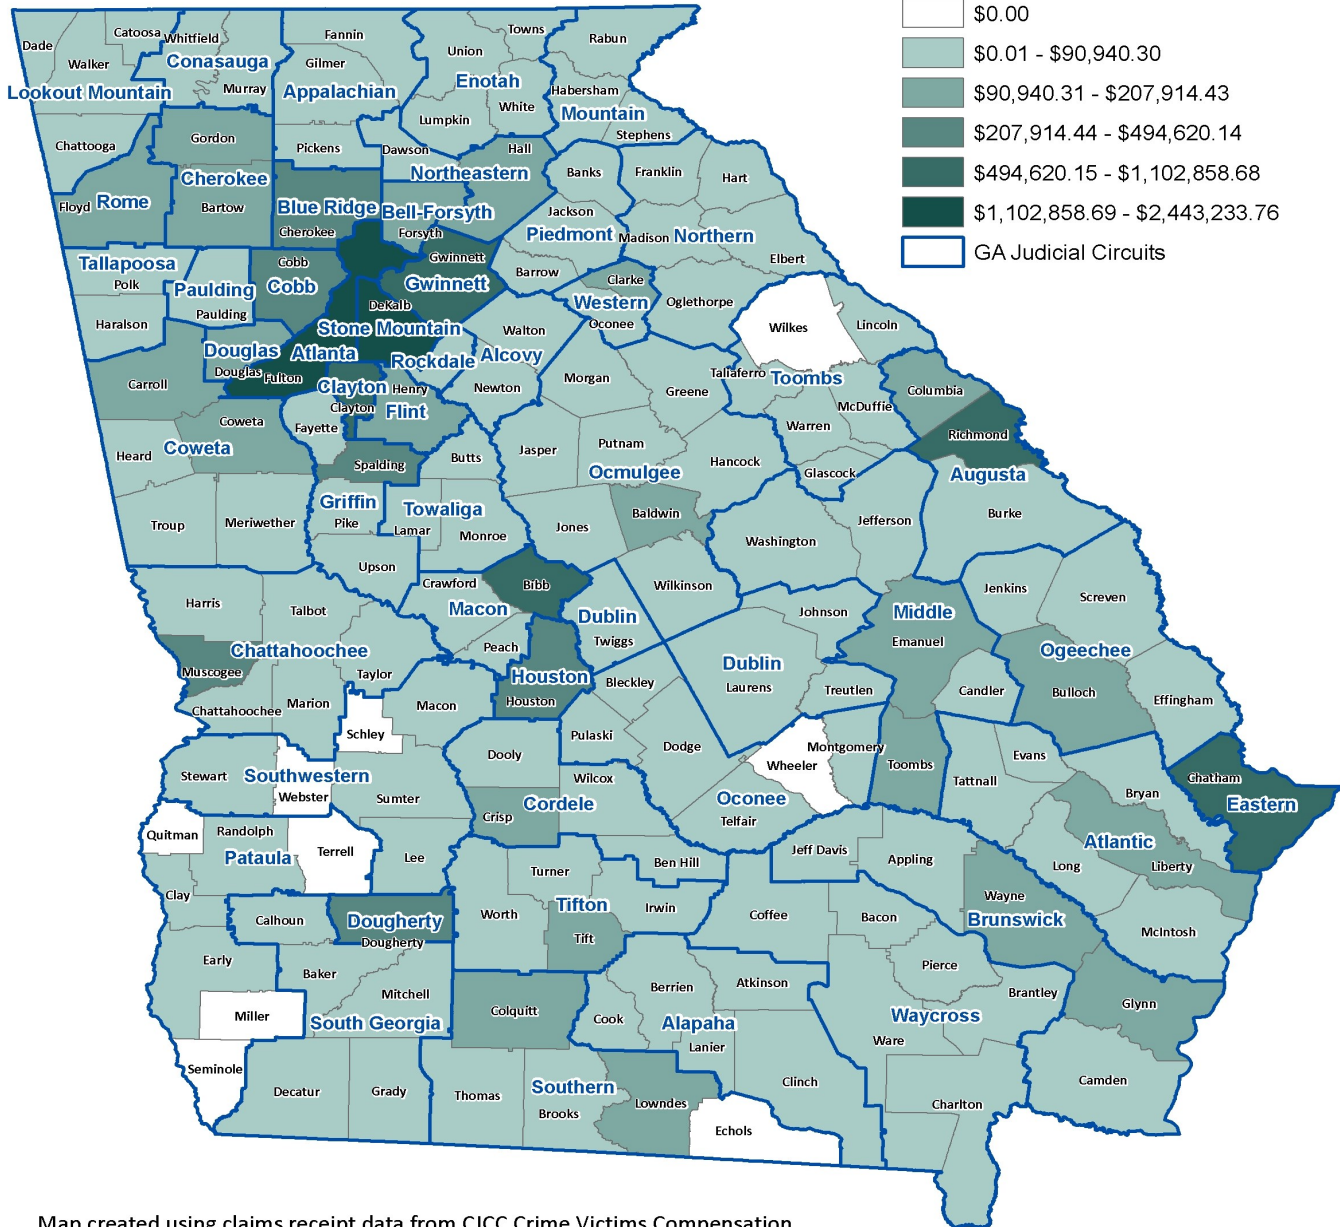 $0.00
$0.01 - $90,940.30
$90,940.31 - $207,914.43
$207,914.44 - $494,620.14
$494,620.15 - $1,102,858.68
$1,102,858.69 - $2,443,233.76
GA Judicial Circuits
Dade
Catoosa
Whitfield
Walker
Conasauga
Murray
Lookout Mountain
Fannin
Gilmer
Appalachian
Union
Towns
Rabun
Enotah
White
Lumpkin
Habersham
Mountain
Stephens
Chattooga
Gordon
Pickens
Dawson
Hall
Northeastern
Banks
Franklin
Hart
Cherokee
Rome
Floyd
Bartow
Blue Ridge
Cherokee
Bell-Forsyth
Forsyth
Jackson
Piedmont
Madison
Northern
Elbert
Tallapoosa
Polk
Paulding
Paulding
Cobb
Cobb
Gwinnett
Gwinnett
Barrow
Clarke
Western
Oconee
Oglethorpe
Wilkes
Lincoln
Haralson
DeKalb
Stone Mountain
Douglas
Douglas
Atlanta
Fulton
Rockdale
Walton
Alcovy
Newton
Morgan
Greene
Taliaferro
Toombs
Columbia
McDuffie
Warren
Richmond
Augusta
Glascock
Carroll
Clayton
Clayton
Henry
Flint
Fayette
Coweta
Coweta
Heard
Spalding
Butts
Jasper
Putnam
Hancock
Ocmulgee
Troup
Meriwether
Griffin
Pike
Towaliga
Lamar
Monroe
Jones
Baldwin
Washington
Jefferson
Burke
Upson
Crawford
Bibb
Macon
Peach
Wilkinson
Dublin
Twiggs
Johnson
Middle
Emanuel
Jenkins
Screven
Harris
Talbot
Chattahoochee
Muscogee
Taylor
Chattahoochee
Marion
Schley
Macon
Houston
Houston
Bleckley
Dublin
Laurens
Treutlen
Candler
Ogeechee
Bulloch
Effingham
Pulaski
Dooly
Dodge
Wheeler
Montgomery
Toombs
Tattnall
Evans
Bryan
Chatham
Eastern
Stewart
Southwestern
Webster
Sumter
Crisp
Cordele
Wilcox
Oconee
Telfair
Quitman
Randolph
Pataula
Terrell
Lee
Clay
Turner
Ben Hill
Jeff Davis
Appling
Atlantic
Long
Liberty
McIntosh
Calhoun
Dougherty
Dougherty
Worth
Tifton
Tift
Irwin
Coffee
Bacon
Wayne
Brunswick
Early
Baker
Mitchell
South Georgia
Miller
Seminole
Decatur
Grady
Colquitt
Thomas
Southern
Brooks
Berrien
Cook
Alapaha
Lanier
Atkinson
Lowndes
Echols
Clinch
Pierce
Brantley
Waycross
Ware
Charlton
Glynn
Camden
Map created using claims receipt data from CJCC Crime Victims Compensation